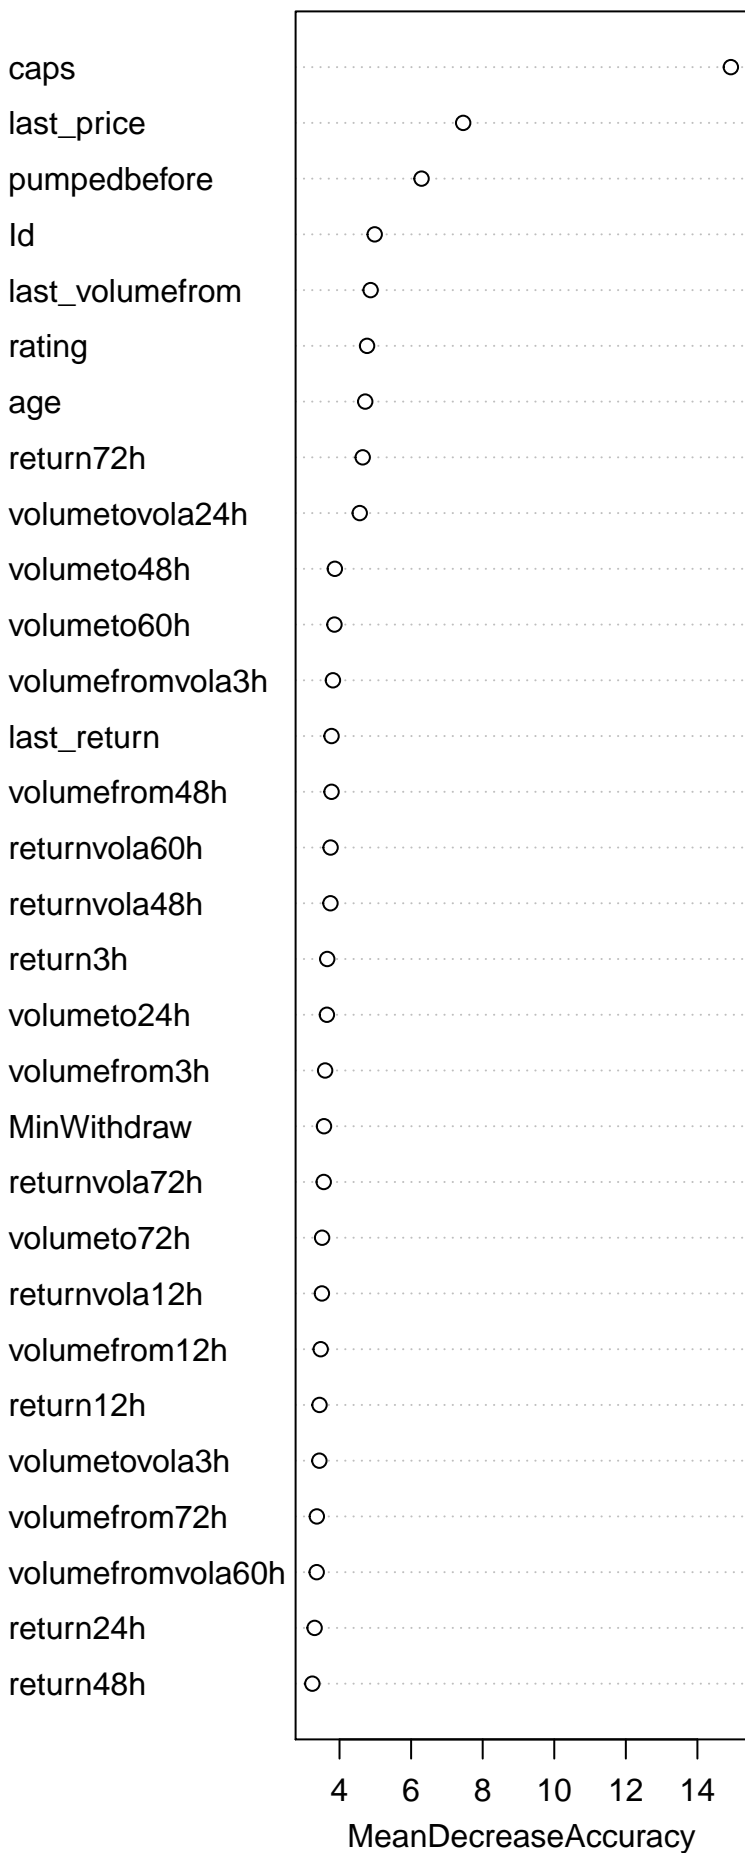 caps
last_price
pumpedbefore
Id
last_volumefrom
rating
age
return72h
volumetovola24h
volumeto48h
volumeto60h
volumefromvola3h
last_return
volumefrom48h
returnvola60h
returnvola48h
return3h
volumeto24h
volumefrom3h
MinWithdraw
returnvola72h
volumeto72h
returnvola12h
volumefrom12h
return12h
volumetovola3h
volumefrom72h
volumefromvola60h
return24h
return48h
4 6 8 10 12 14
MeanDecreaseAccuracy